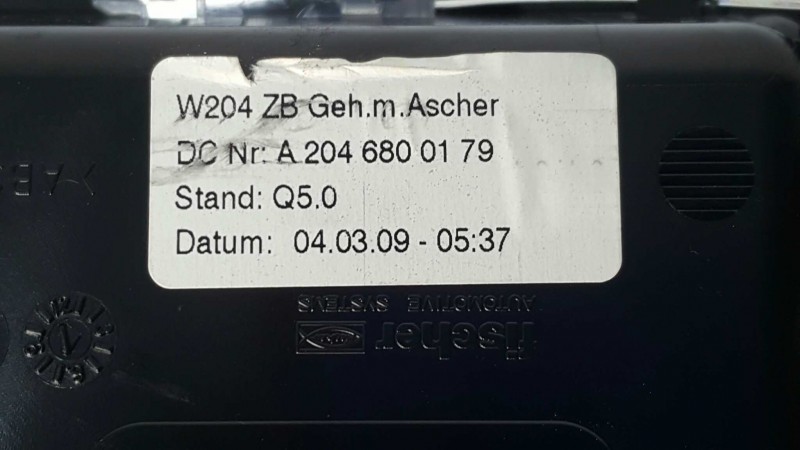 W204 ZB Geh.m.Ascher
DC Nr: A 204 680 01 79
Stand: Q5.0
Datum: 04.03.09 - 05:37
fischer
AUTOMOTIVE SYSTEMS